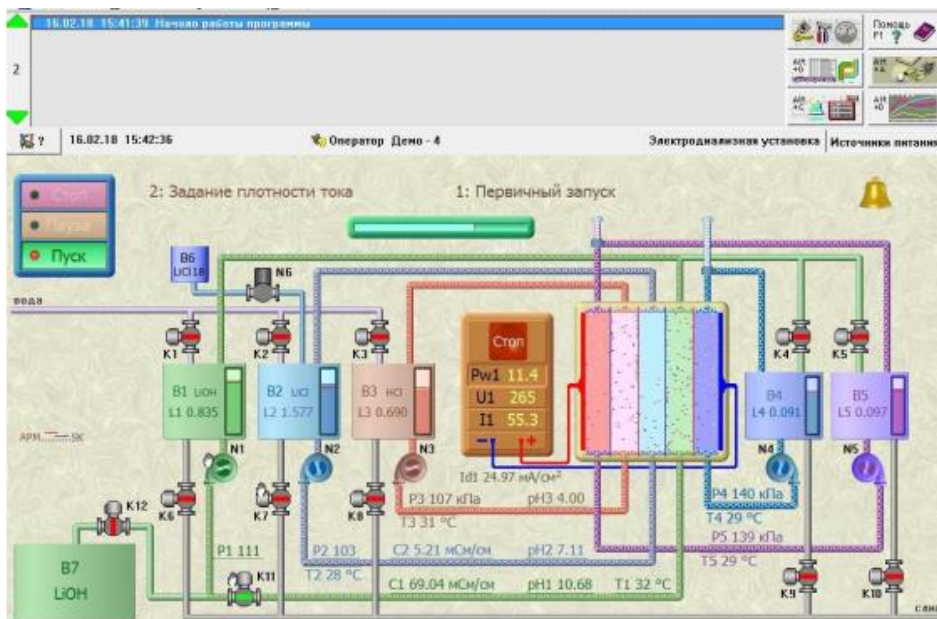 16.02.18 15:41:39 Начало работы программы
Помощь
F1 ?
2
Alt
+D
16.02.18 15:42:36
Оператор Демо - 4
Электродиализная установка
Источники питания
Стоп
Пауза
Пуск
2: Задание плотности тока
1: Первичный запуск
B6
LiCl 18
N6
вода
K1
K2
K3
K4
K5
Стоп
Pw1 11.4
U1 265
I1 55.3
− +
B1 LiOH
L1 0.835
B2 LiCl
L2 1.577
B3 HCl
L3 0.690
B4
L4 0.091
B5
L5 0.097
APM SK
N1
N2
N3
N4
N5
Id1 24.97 мА/см²
K12
K6
K7
K8
P3 107 кПа
pH3 4.00
P4 140 кПа
T3 31 °C
T4 29 °C
P5 139 кПа
P1 111
P2 103
C2 5.21 мСм/см
pH2 7.11
T5 29 °C
T2 28 °C
B7
LiOH
K11
C1 69.04 мСм/см
pH1 10.68
T1 32 °C
K9
K10